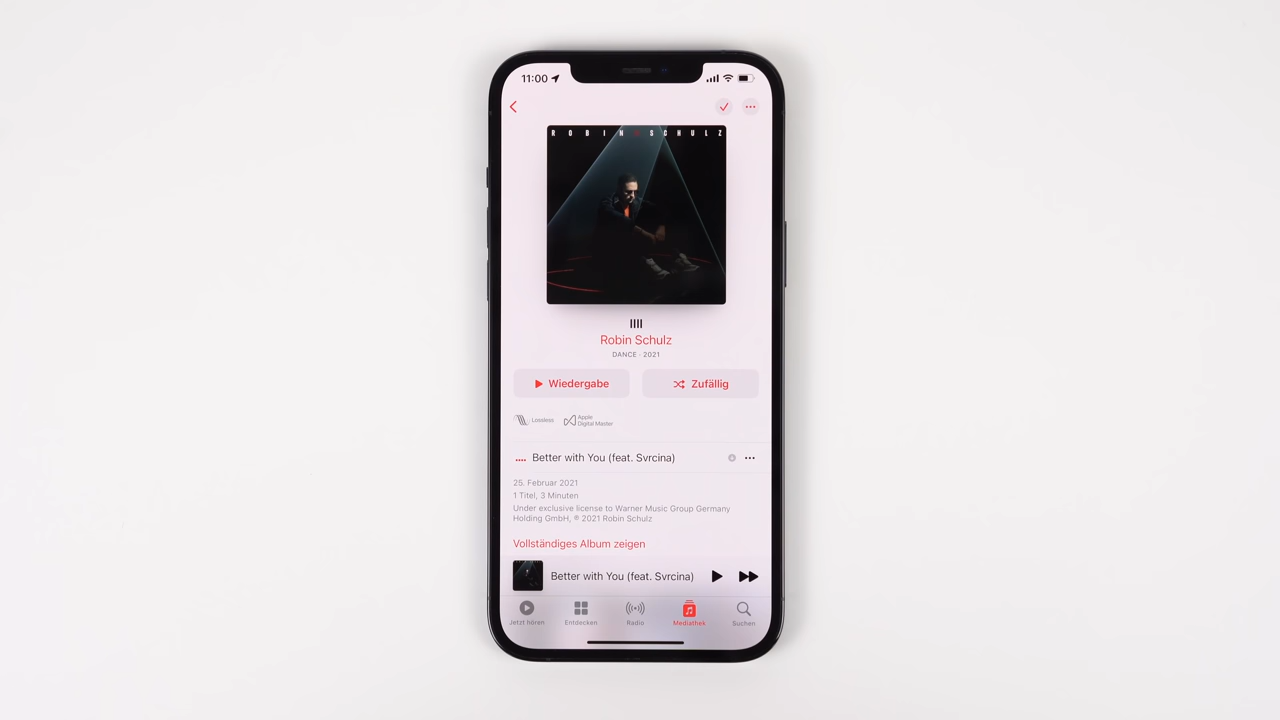 11:00
ROBIN SCHULZ
IIII
Robin Schulz
DANCE · 2021
Wiedergabe
Zufällig
Lossless
Apple
Digital Master
Better with You (feat. Svrcina)
25. Februar 2021
1 Titel, 3 Minuten
Under exclusive license to Warner Music Group Germany
Holding GmbH, ℗ 2021 Robin Schulz
Vollständiges Album zeigen
Better with You (feat. Svrcina)
Jetzt hören
Entdecken
Radio
Mediathek
Suchen